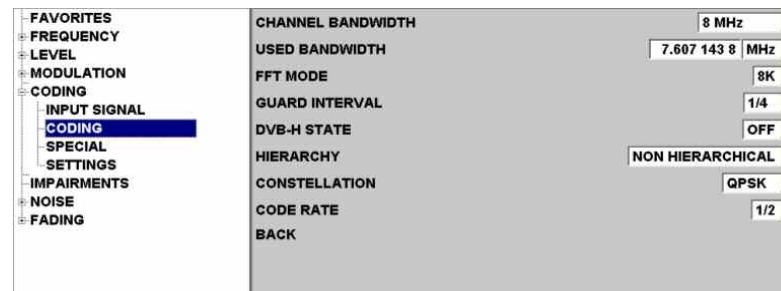 FAVORITES
FREQUENCY
LEVEL
MODULATION
CODING
INPUT SIGNAL
CODING
SPECIAL
SETTINGS
IMPAIRMENTS
NOISE
FADING
CHANNEL BANDWIDTH 8 MHz
USED BANDWIDTH 7.607 143 8 MHz
FFT MODE 8K
GUARD INTERVAL 1/4
DVB-H STATE OFF
HIERARCHY NON HIERARCHICAL
CONSTELLATION QPSK
CODE RATE 1/2
BACK